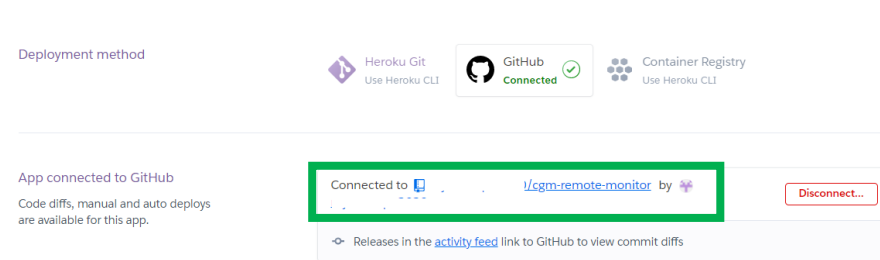 Deployment method
Heroku Git
Use Heroku CLI
GitHub
Connected
Container Registry
Use Heroku CLI
App connected to GitHub
Code diffs, manual and auto deploys
are available for this app.
Connected to /cgm-remote-monitor by
Disconnect...
Releases in the activity feed link to GitHub to view commit diffs